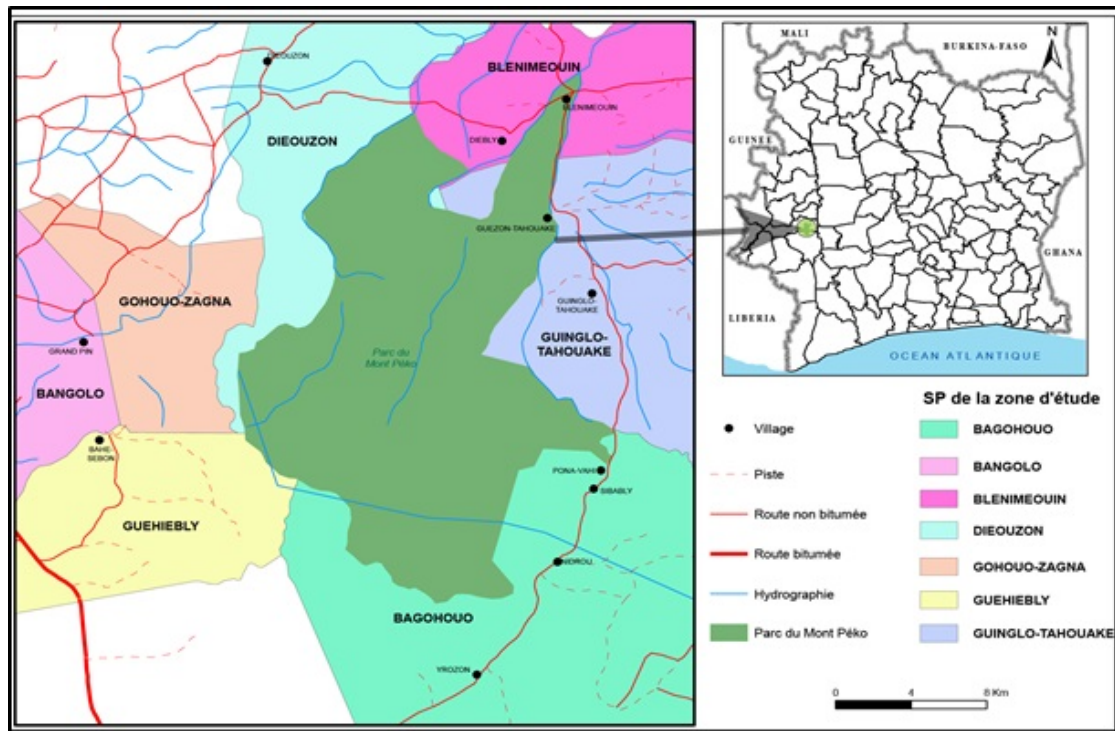 DIEOUZON
BLENIMEOUIN
BLENIMEOUIN
DIEBLY
DIEOUZON
GUEZON-TAHOUAKE
GOHOUO-ZAGNA
GUINGLO-
TAHOUAKE
GUINGLO-
TAHOUAKE
GRAND PIN
Parc du
Mont Péko
BANGOLO
BAHE-
SEBON
PONA-VAHI
SIBABLY
GUEHIEBLY
NIDROU
BAGOHOUO
YROZON
MALI
BURKINA-FASO
N
GUINEE
GHANA
LIBERIA
OCEAN ATLANTIQUE
Village
Piste
Route non bitumée
Route bitumée
Hydrographie
Parc du Mont Péko
SP de la zone d'étude
BAGOHOUO
BANGOLO
BLENIMEOUIN
DIEOUZON
GOHOUO-ZAGNA
GUEHIEBLY
GUINGLO-TAHOUAKE
0 4 8 Km